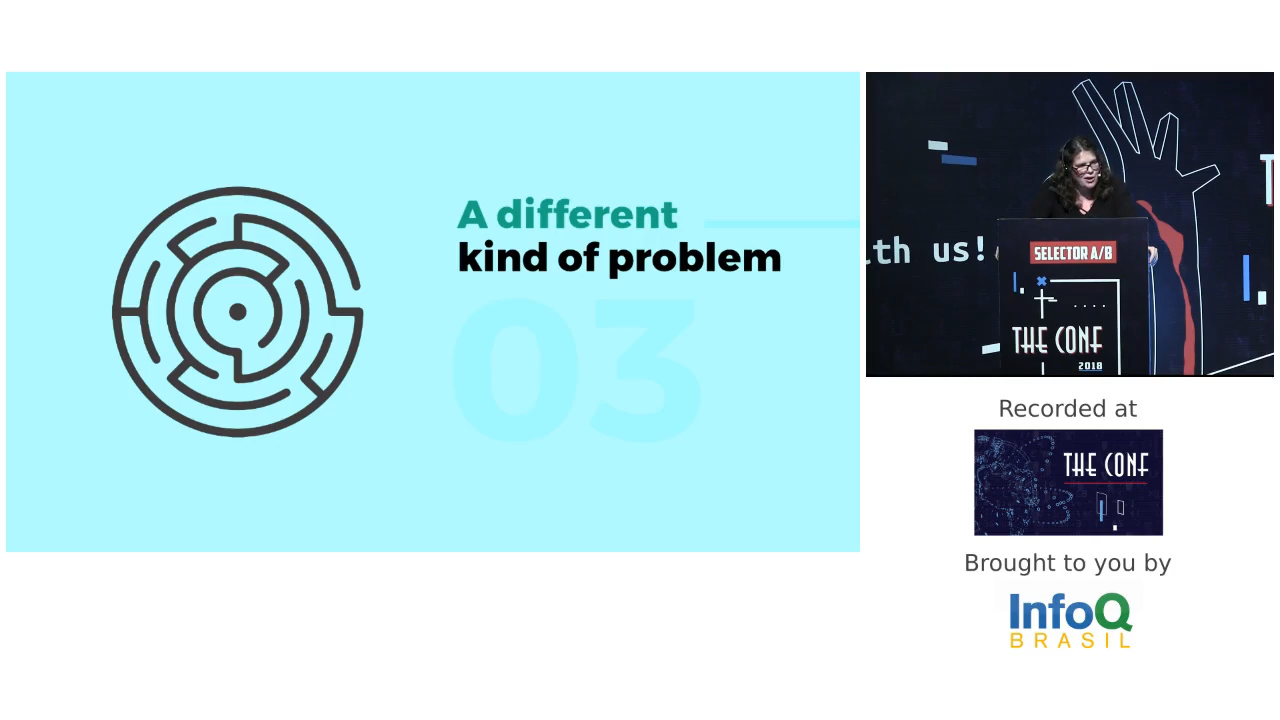 A different
kind of problem
03
th us!
SELECTOR A/B
THE CONF
2018
T
Recorded at
THE CONF
Brought to you by
InfoQ
BRASIL